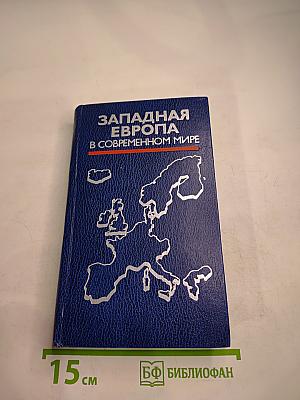 ЗАПАДНАЯ
ЕВРОПА
В СОВРЕМЕННОМ МИРЕ
15 см
БФ БИБЛИОФАН